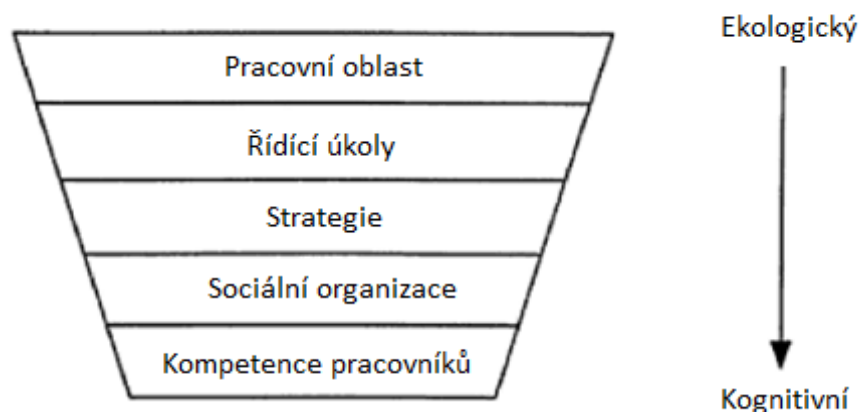 Ekologický
Pracovní oblast
Řídící úkoly
Strategie
Sociální organizace
Kompetence pracovníků
Kognitivní